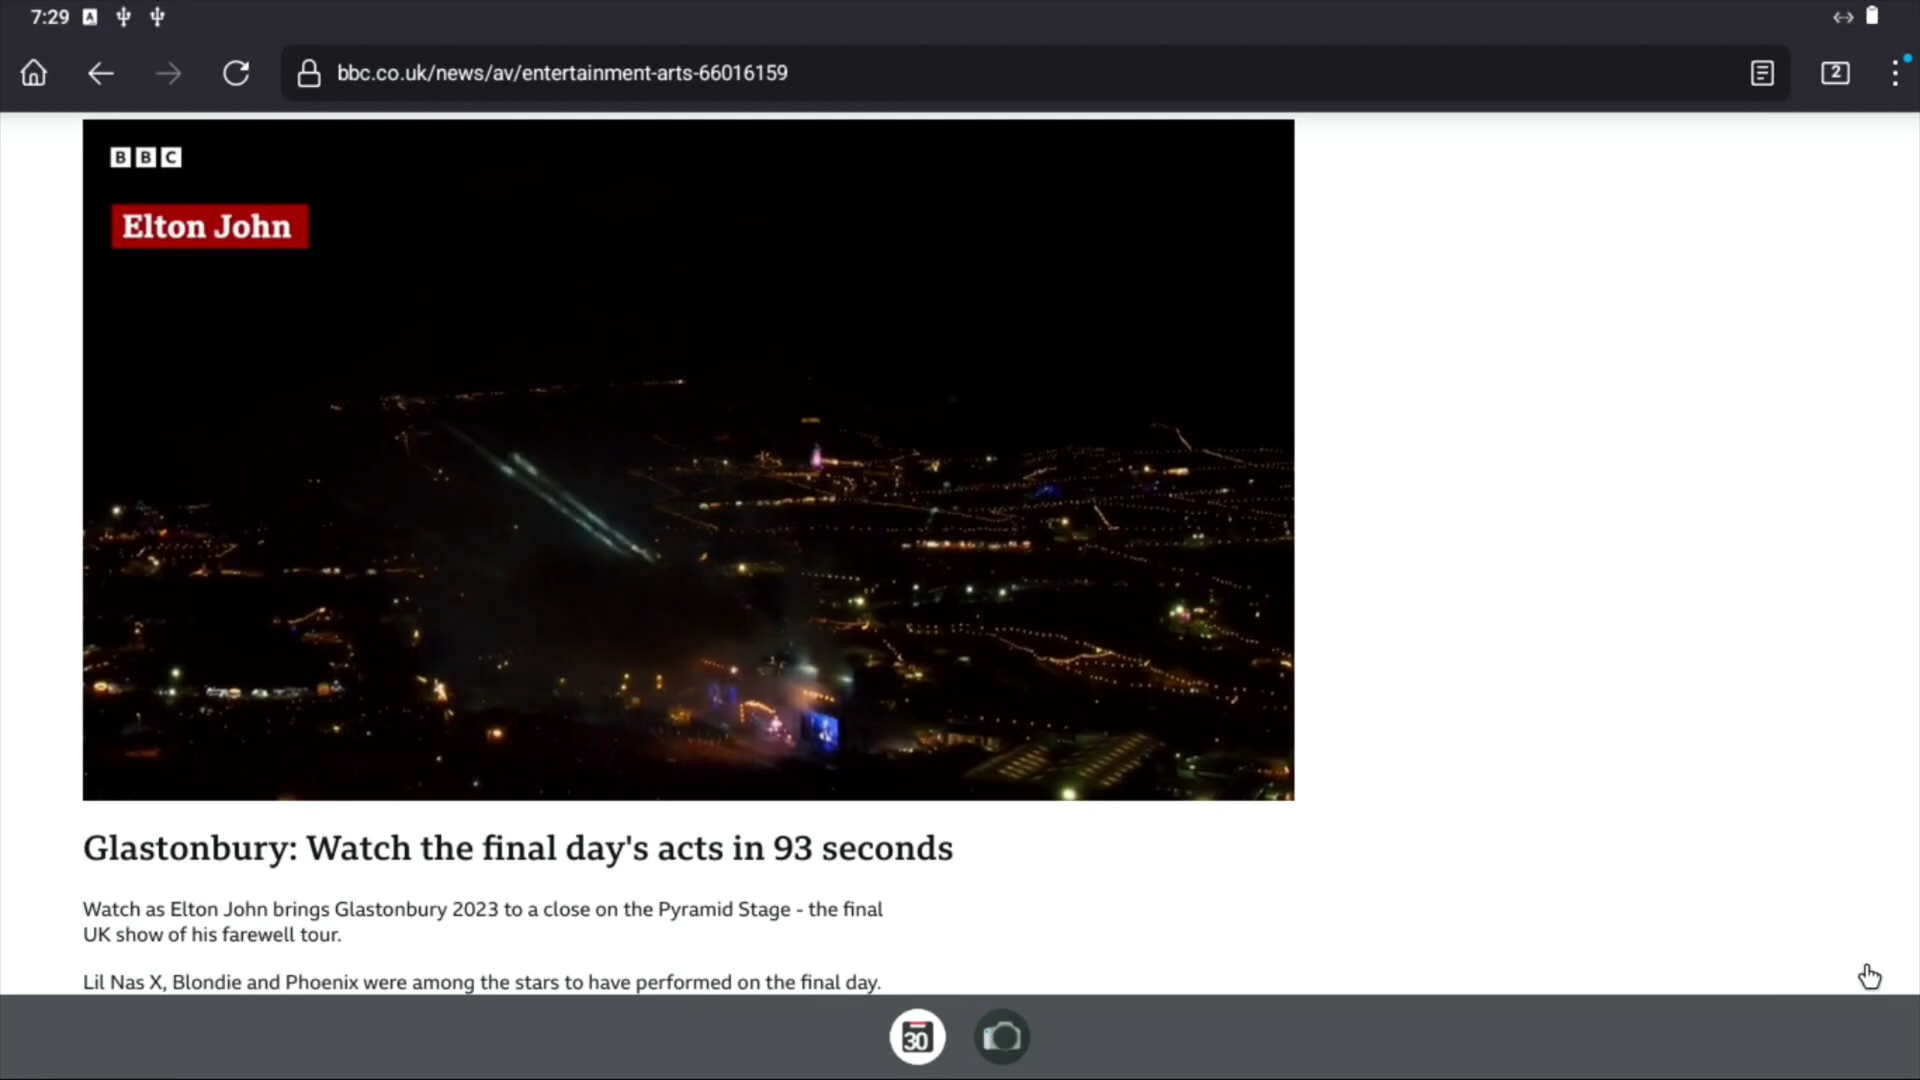 7:29
bbc.co.uk/news/av/entertainment-arts-66016159
2
BBC
Elton John
Glastonbury: Watch the final day's acts in 93 seconds
Watch as Elton John brings Glastonbury 2023 to a close on the Pyramid Stage - the final
UK show of his farewell tour.
Lil Nas X, Blondie and Phoenix were among the stars to have performed on the final day.
30